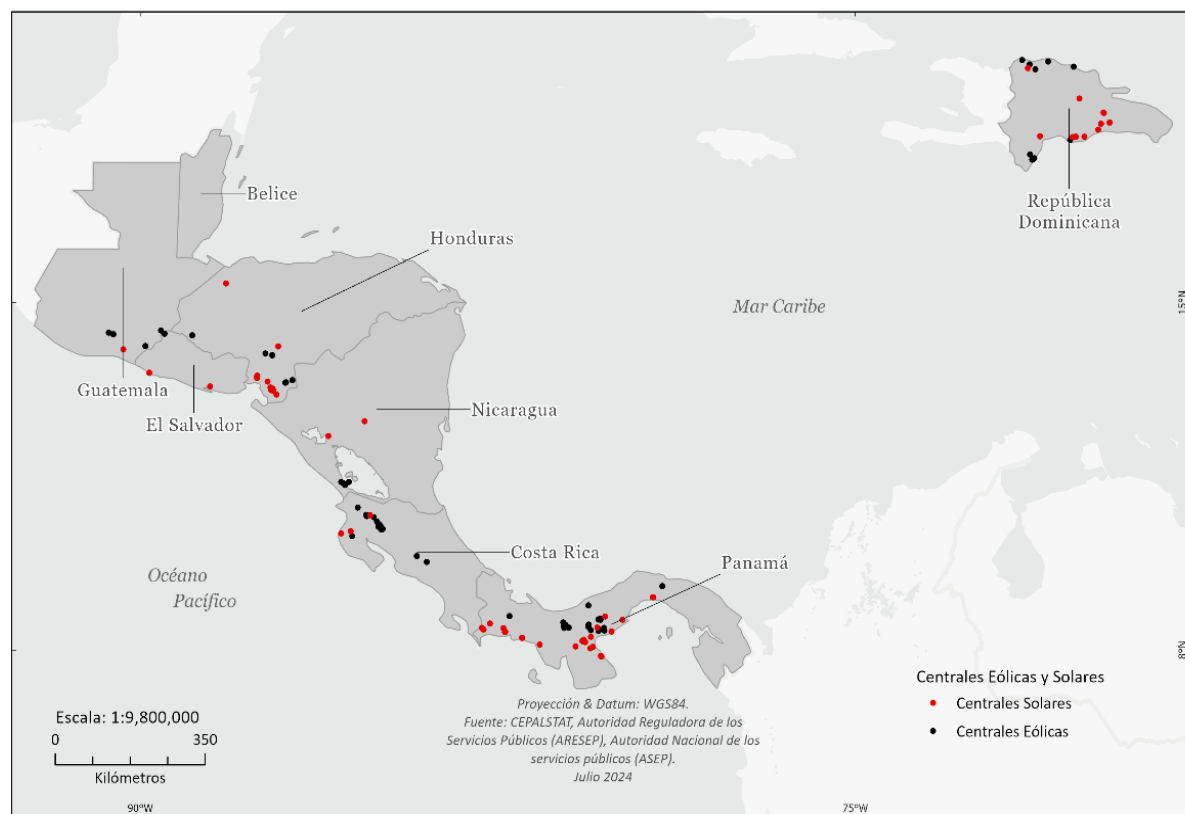 Belice
República
Dominicana
Honduras
Mar Caribe
15°N
Guatemala
Nicaragua
El Salvador
Costa Rica
Panamá
Océano
Pacífico
8°N
Centrales Eólicas y Solares
Centrales Solares
Centrales Eólicas
Escala: 1:9,800,000
0 350
Kilómetros
Proyección & Datum: WGS84.
Fuente: CEPALSTAT, Autoridad Reguladora de los
Servicios Públicos (ARESEP), Autoridad Nacional de los
servicios públicos (ASEP).
Julio 2024
90°W 75°W